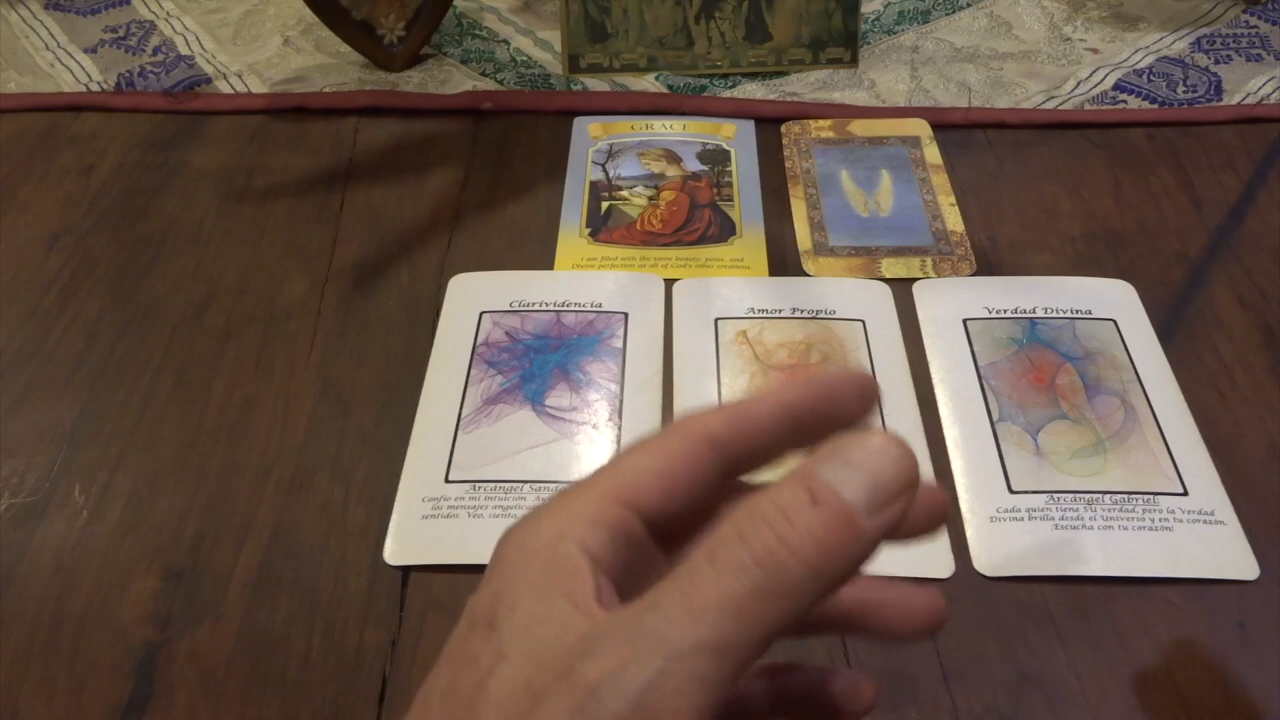 GRACE
I am filled with the same beauty, poise, and
Divine perfection at all of God's other creations.
Clarividencia
Amor Propio
Verdad Divina
Arcángel
Confío en mi intuición.
los mensajes
sentidos. Veo, siento,
Arcángel Gabriel:
Cada quien tiene SU verdad, pero la Verdad
Divina brilla desde el Universo y en tu corazón.
¡Escucha con tu corazón!